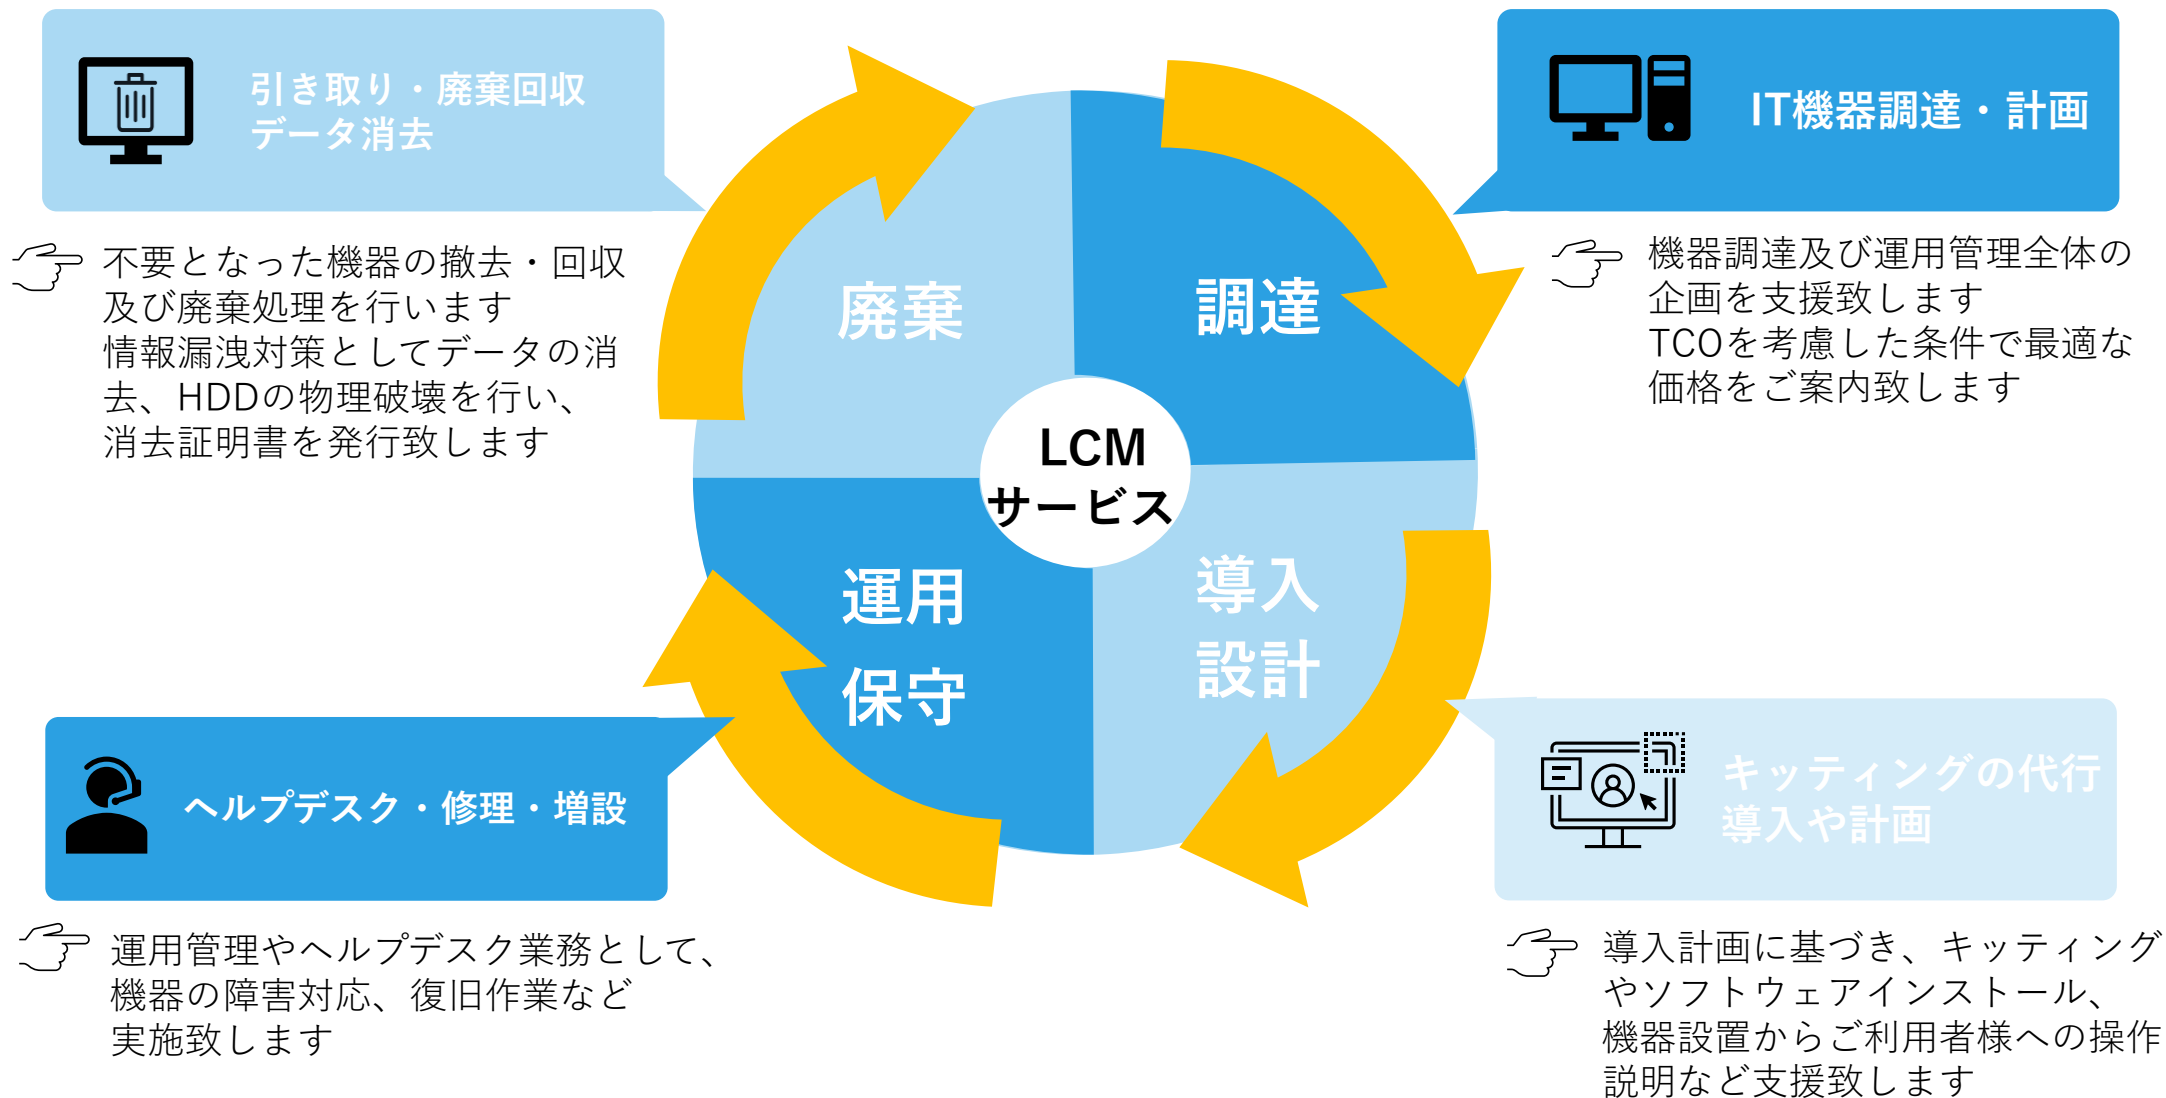 引き取り・廃棄回収
データ消去
不要となった機器の撤去・回収
及び廃棄処理を行います
情報漏洩対策としてデータの消
去、HDDの物理破壊を行い、
消去証明書を発行致します
IT機器調達・計画
機器調達及び運用管理全体の
企画を支援致します
TCOを考慮した条件で最適な
価格をご案内致します
廃棄
調達
LCM
サービス
運用
保守
導入
設計
ヘルプデスク・修理・増設
運用管理やヘルプデスク業務として、
機器の障害対応、復旧作業など
実施致します
キッティングの代行
導入や計画
導入計画に基づき、キッティング
やソフトウェアインストール、
機器設置からご利用者様への操作
説明など支援致します